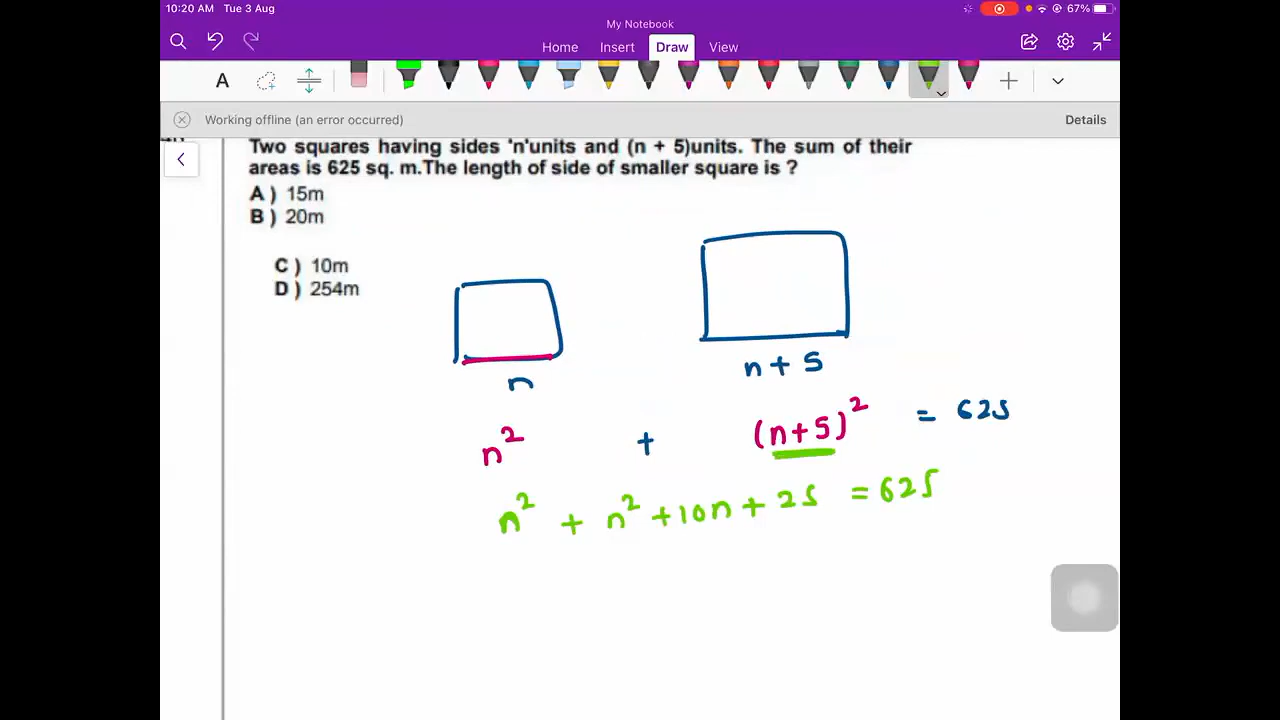 10:20 AM Tue 3 Aug
67%
My Notebook
Home Insert Draw View
A
Working offline (an error occurred)
Details
Two squares having sides 'n'units and (n + 5)units. The sum of their
areas is 625 sq. m.The length of side of smaller square is ?
A ) 15m
B ) 20m
C ) 10m
D ) 254m
n
n + 5
n² + (n+5)² = 625
n² + n² + 10n + 25 = 625